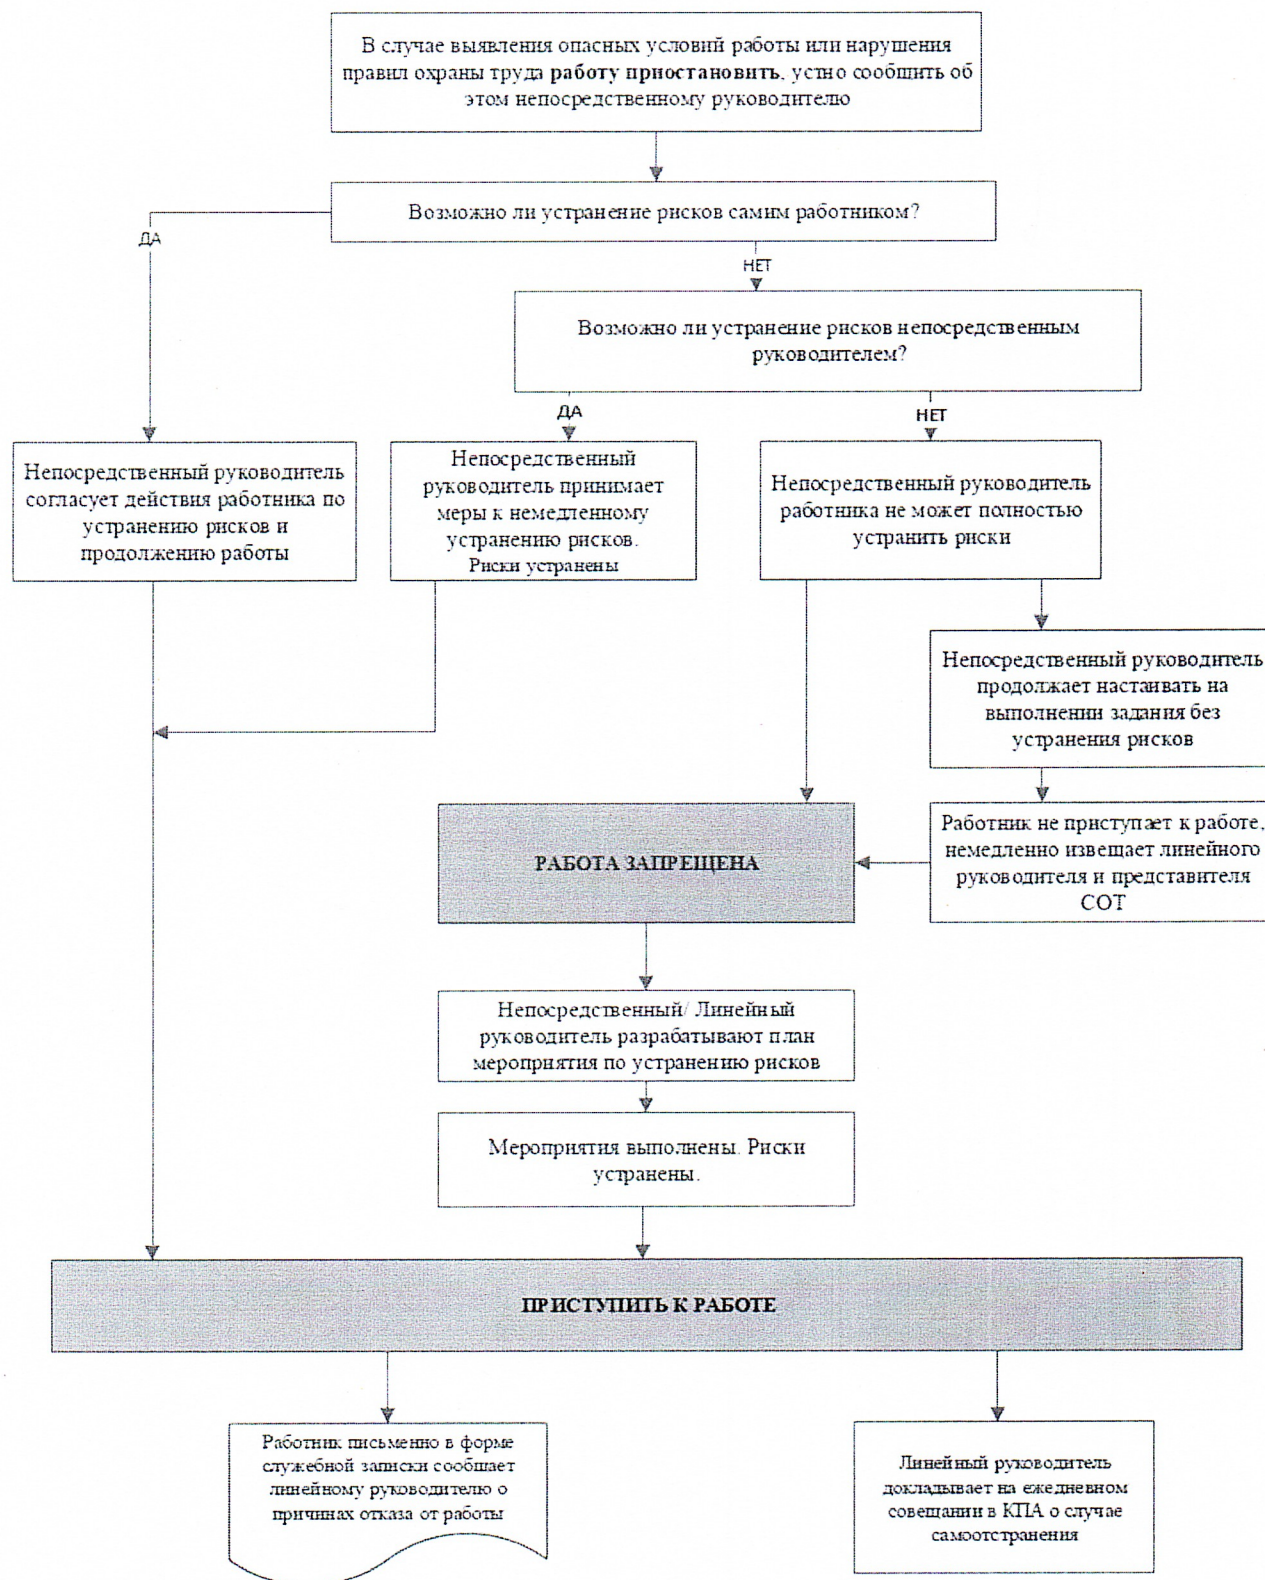 В случае выявления опасных условий работы или нарушения
правил охраны труда работу приостановить, устно сообщить об
этом непосредственному руководителю
Возможно ли устранение рисков самим работником?
ДА
НЕТ
Возможно ли устранение рисков непосредственным
руководителем?
ДА
НЕТ
Непосредственный руководитель
согласует действия работника по
устранению рисков и
продолжению работы
Непосредственный
руководитель принимает
меры к немедленному
устранению рисков.
Риски устранены
Непосредственный руководитель
работника не может полностью
устранить риски
Непосредственный руководитель
продолжает настаивать на
выполнении задания без
устранения рисков
РАБОТА ЗАПРЕЩЕНА
Работник не приступает к работе,
немедленно извещает линейного
руководителя и представителя
СОТ
Непосредственный/ Линейный
руководитель разрабатывают план
мероприятия по устранению рисков
Мероприятия выполнены. Риски
устранены.
ПРИСТУПИТЬ К РАБОТЕ
Работник письменно в форме
служебной записки сообщает
линейному руководителю о
причинах отказа от работы
Линейный руководитель
докладывает на ежедневном
совещании в КПА о случае
самоотстранения